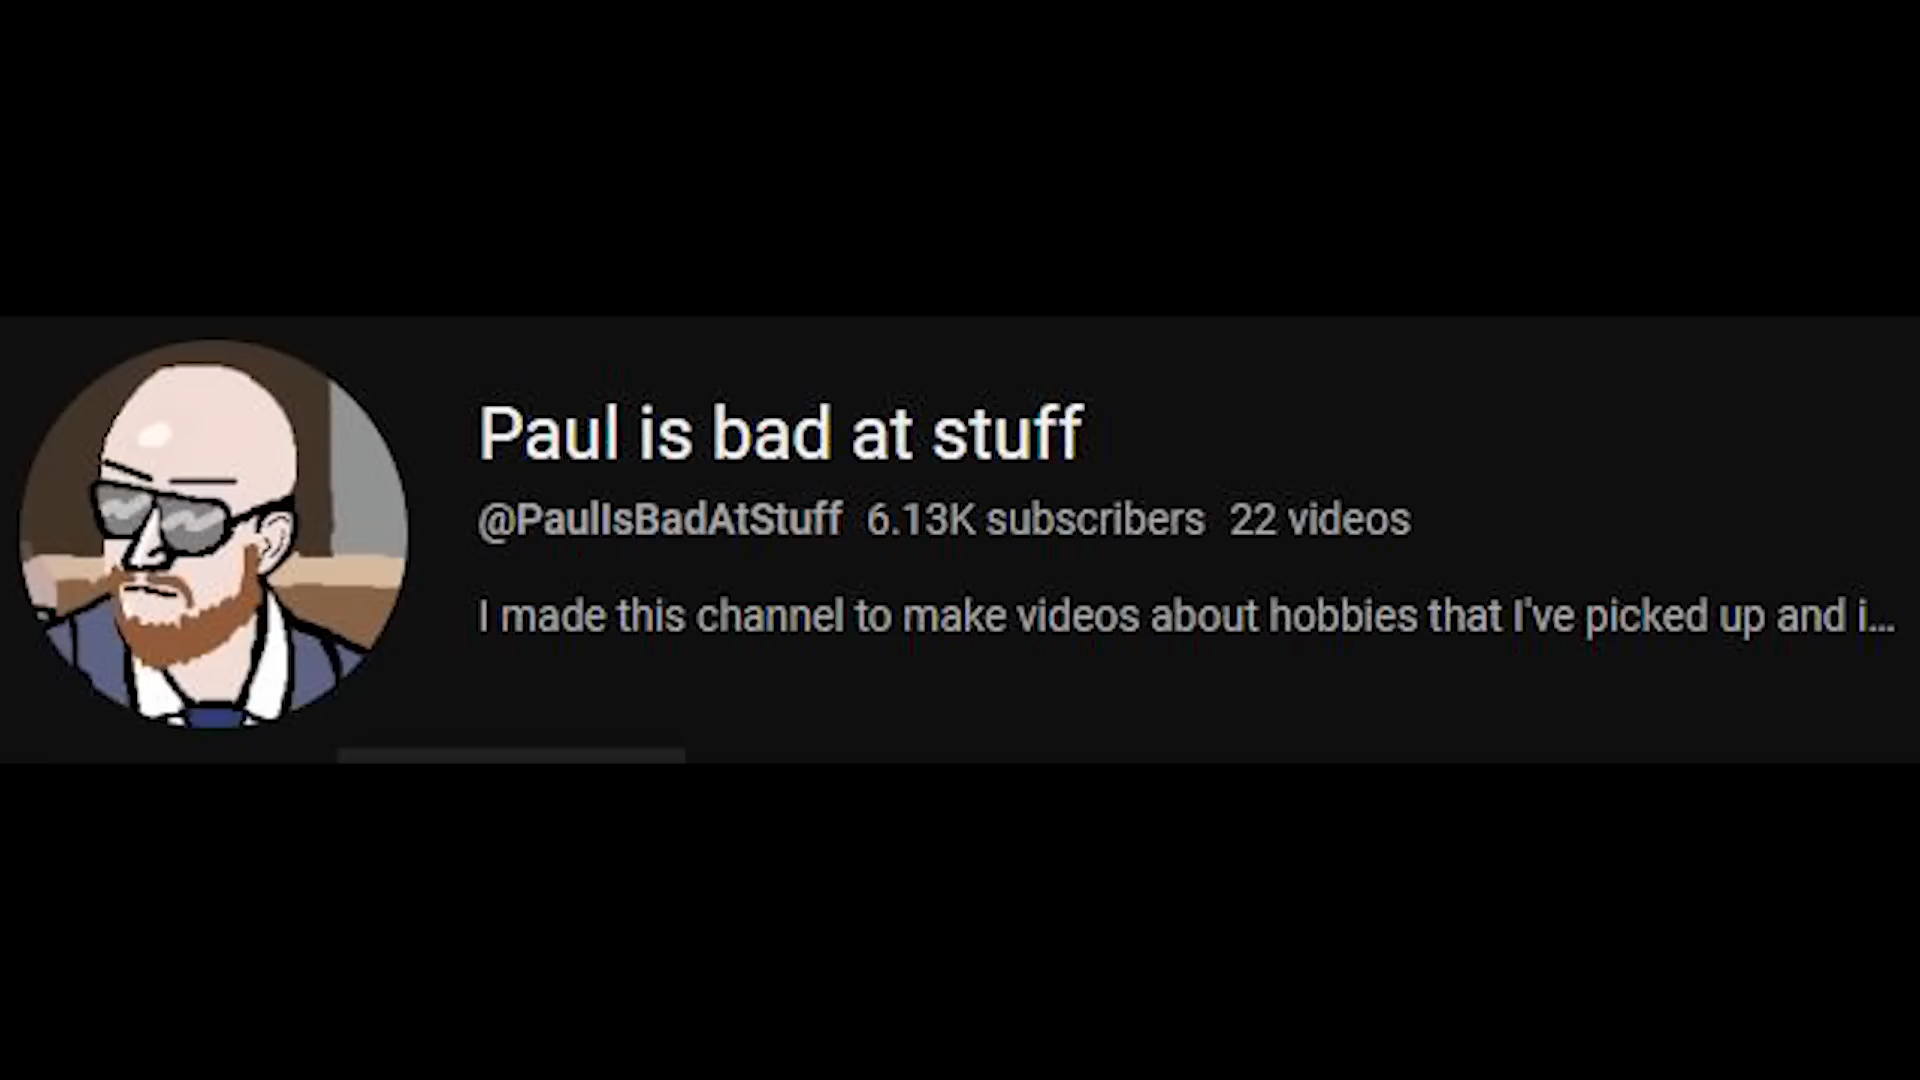 Paul is bad at stuff
@PaulIsBadAtStuff 6.13K subscribers 22 videos
I made this channel to make videos about hobbies that I've picked up and i...